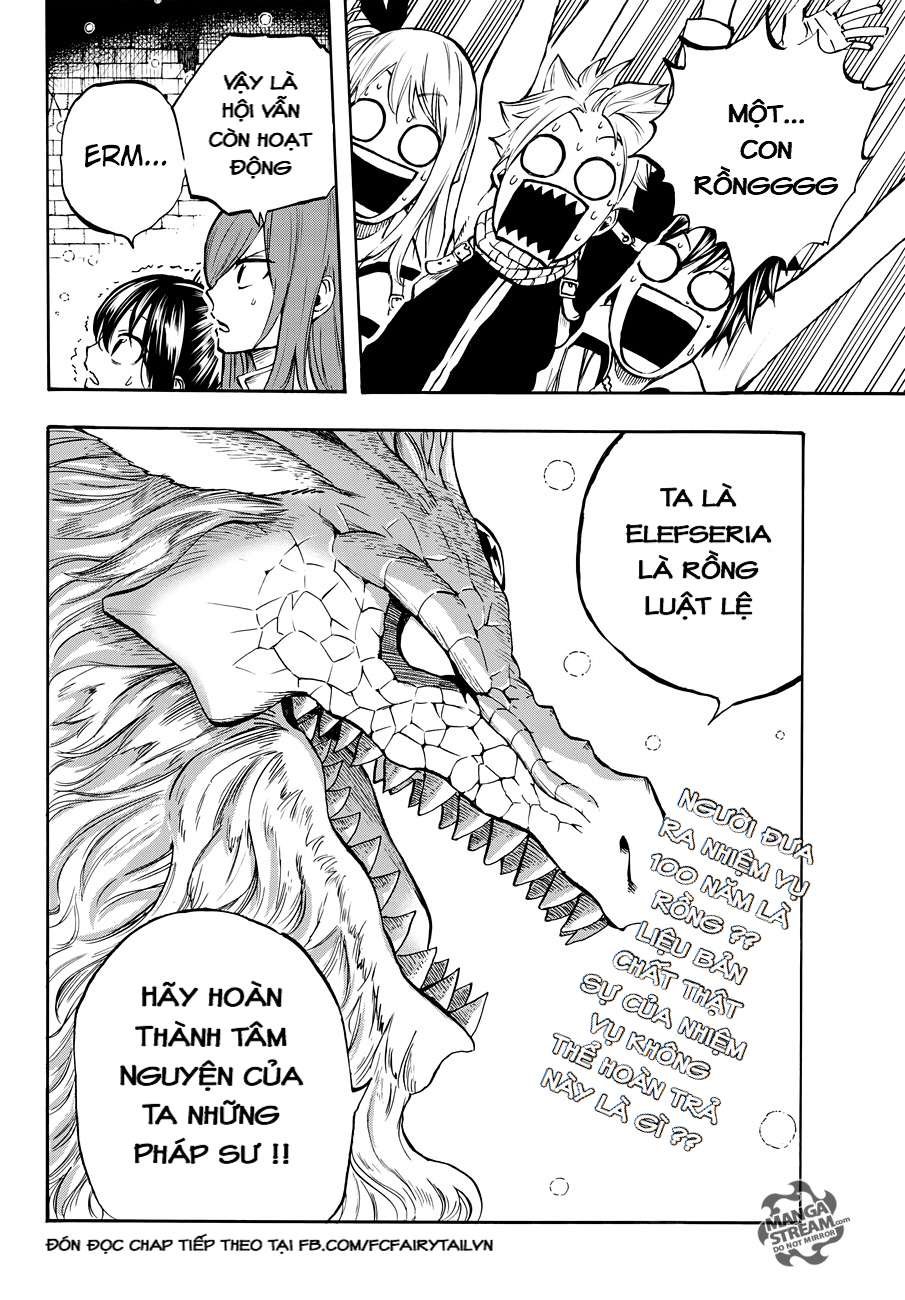 MỘT...
CON
RỒNGGGG
VẬY LÀ
HỘI VẪN
CÒN HOẠT
ĐỘNG
ERM...
TA LÀ
ELEFSERIA
LÀ RỒNG
LUẬT LỆ
NGƯỜI ĐƯA
RA NHIỆM VỤ
100 NĂM LÀ
RỒNG ??
LIỆU BẢN
CHẤT THẬT
SỰ CỦA NHIỆM
VỤ KHÔNG
THỂ HOÀN TRẢ
NÀY LÀ GÌ ??
HÃY HOÀN
THÀNH TÂM
NGUYỆN CỦA
TA NHỮNG
PHÁP SƯ !!
ĐÓN ĐỌC CHAP TIẾP THEO TẠI FB.COM/FCFAIRYTAILVN
MANGA
STREAM.com
DO NOT MIRROR!